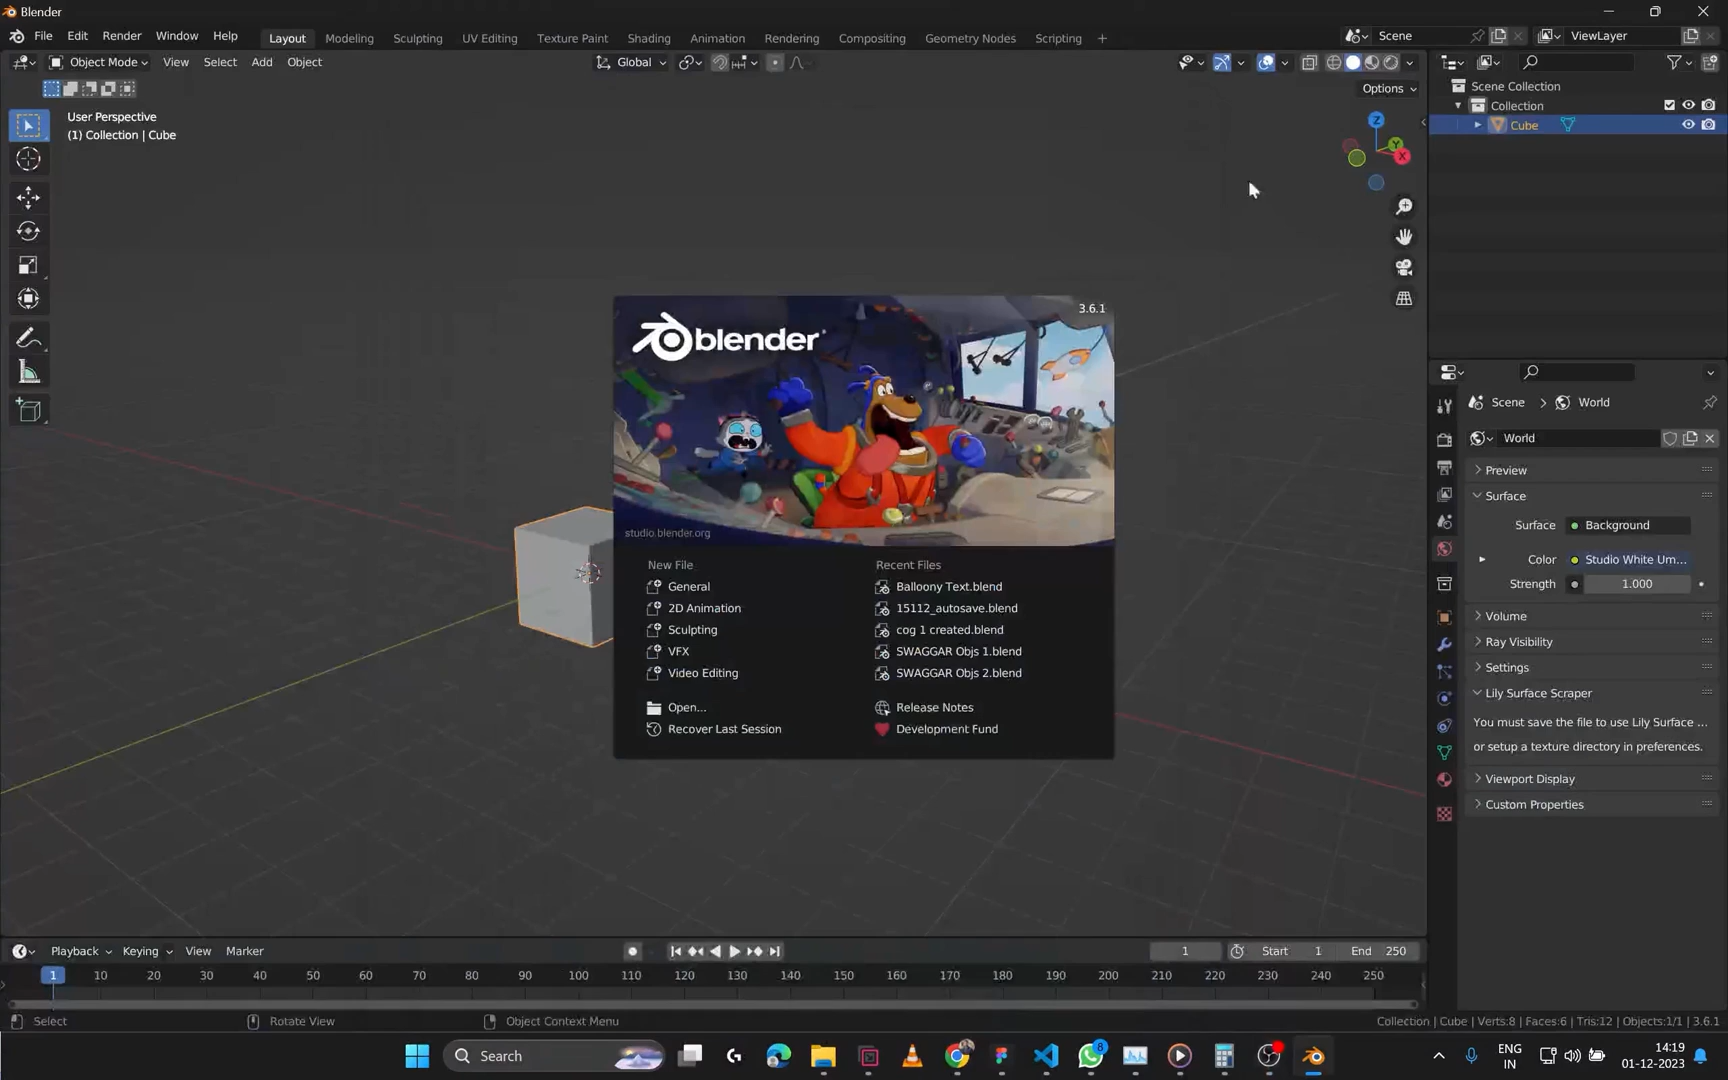 Blender
File Edit Render Window Help Layout Modeling Sculpting UV Editing Texture Paint Shading Animation Rendering Compositing Geometry Nodes Scripting + Scene ViewLayer
Object Mode View Select Add Object Global
Options
User Perspective
(1) Collection | Cube
Z
Y
X
Scene Collection
Collection
Cube
blender
3.6.1
studio.blender.org
New File
General
2D Animation
Sculpting
VFX
Video Editing
Open...
Recover Last Session
Recent Files
Balloony Text.blend
15112_autosave.blend
cog 1 created.blend
SWAGGAR Objs 1.blend
SWAGGAR Objs 2.blend
Release Notes
Development Fund
Scene > World
World
Preview
Surface
Surface Background
Color Studio White Um...
Strength 1.000
Volume
Ray Visibility
Settings
Lily Surface Scraper
You must save the file to use Lily Surface ...
or setup a texture directory in preferences.
Viewport Display
Custom Properties
Playback Keying View Marker 1 Start 1 End 250
1 10 20 30 40 50 60 70 80 90 100 110 120 130 140 150 160 170 180 190 200 210 220 230 240 250
Select Rotate View Object Context Menu Collection | Cube | Verts:8 | Faces:6 | Tris:12 | Objects:1/1 | 3.6.1
Search 8 ENG 14:19
IN 01-12-2023